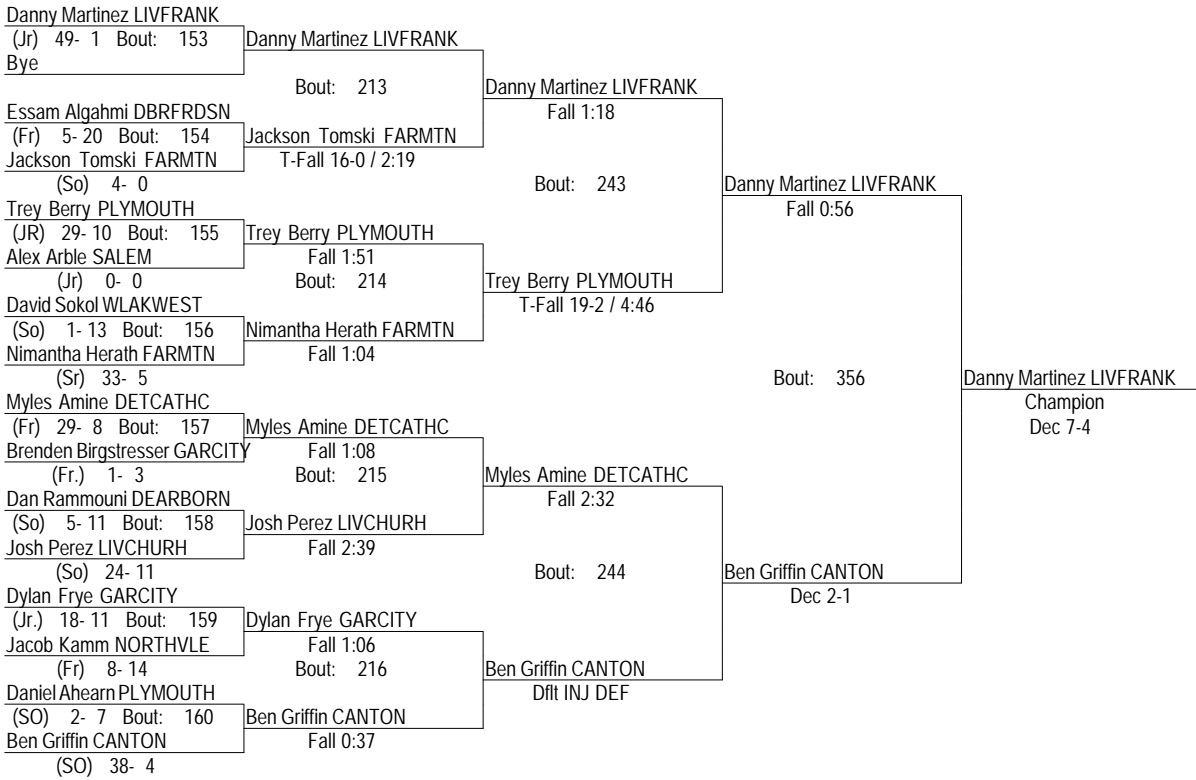 Danny Martinez LIVFRANK
(Jr) 49- 1 Bout: 153
Bye
Essam Algahmi DBRFRDSN
(Fr) 5- 20 Bout: 154
Jackson Tomski FARMTN
(So) 4- 0
Trey Berry PLYMOUTH
(JR) 29- 10 Bout: 155
Alex Arble SALEM
(Jr) 0- 0
David Sokol WLAKWEST
(So) 1- 13 Bout: 156
Nimantha Herath FARMTN
(Sr) 33- 5
Myles Amine DETCATHC
(Fr) 29- 8 Bout: 157
Brenden Birgstresser GARCITY
(Fr.) 1- 3
Dan Rammouni DEARBORN
(So) 5- 11 Bout: 158
Josh Perez LIVCHURH
(So) 24- 11
Dylan Frye GARCITY
(Jr.) 18- 11 Bout: 159
Jacob Kamm NORTHVLE
(Fr) 8- 14
Daniel Ahearn PLYMOUTH
(SO) 2- 7 Bout: 160
Ben Griffin CANTON
(SO) 38- 4
Danny Martinez LIVFRANK
Bout: 213
Jackson Tomski FARMTN
T-Fall 16-0 / 2:19
Trey Berry PLYMOUTH
Fall 1:51
Bout: 214
Nimantha Herath FARMTN
Fall 1:04
Myles Amine DETCATHC
Fall 1:08
Bout: 215
Josh Perez LIVCHURH
Fall 2:39
Dylan Frye GARCITY
Fall 1:06
Bout: 216
Ben Griffin CANTON
Fall 0:37
Danny Martinez LIVFRANK
Fall 1:18
Bout: 243
Trey Berry PLYMOUTH
T-Fall 19-2 / 4:46
Myles Amine DETCATHC
Fall 2:32
Bout: 244
Ben Griffin CANTON
Dflt INJ DEF
Danny Martinez LIVFRANK
Fall 0:56
Bout: 356
Ben Griffin CANTON
Dec 2-1
Danny Martinez LIVFRANK
Champion
Dec 7-4